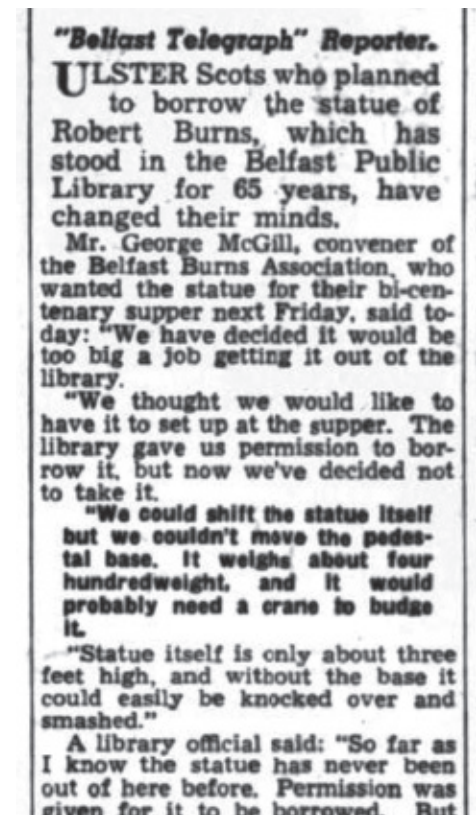 "Belfast Telegraph" Reporter.
ULSTER Scots who planned
to borrow the statue of
Robert Burns, which has
stood in the Belfast Public
Library for 65 years, have
changed their minds.
Mr. George McGill, convener of
the Belfast Burns Association, who
wanted the statue for their bi-cen-
tenary supper next Friday, said to-
day: "We have decided it would be
too big a job getting it out of the
library.
"We thought we would like to
have it to set up at the supper. The
library gave us permission to bor-
row it, but now we've decided not
to take it.
"We could shift the statue itself
but we couldn't move the pedes-
tal base. It weighs about four
hundredweight, and it would
probably need a crane to budge
it.
"Statue itself is only about three
feet high, and without the base it
could easily be knocked over and
smashed."
A library official said: "So far as
I know the statue has never been
out of here before. Permission was
given for it to be borrowed. But